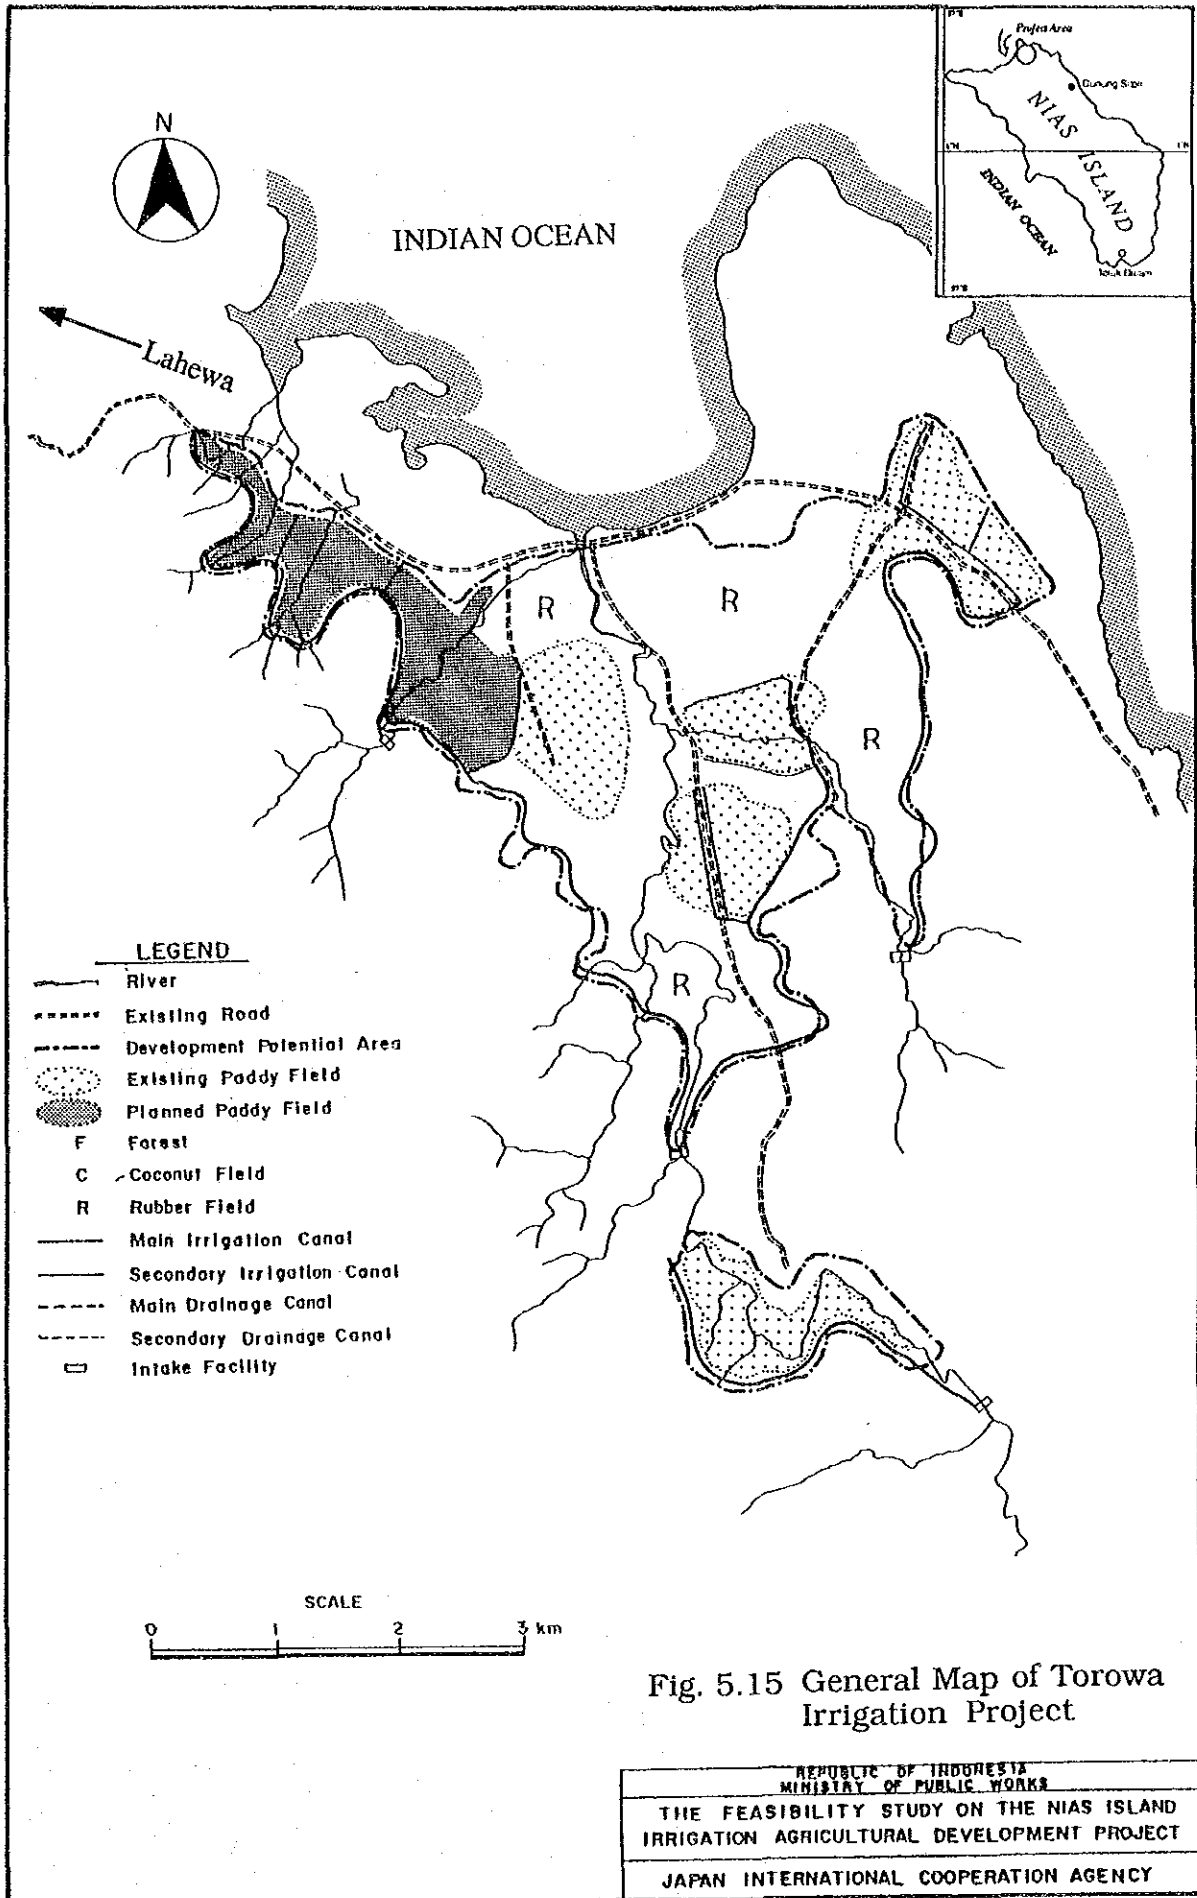 Project Area
NIAS ISLAND
INDIAN OCEAN
N
INDIAN OCEAN
Lahewa
R
R
R
R
LEGEND
River
Existing Road
Development Potential Area
Existing Paddy Field
Planned Paddy Field
F Forest
C Coconut Field
R Rubber Field
Main Irrigation Canal
Secondary Irrigation Canal
Main Drainage Canal
Secondary Drainage Canal
Intake Facility
SCALE
0 1 2 3 km
Fig. 5.15 General Map of Torowa
Irrigation Project
REPUBLIC OF INDONESIA
MINISTRY OF PUBLIC WORKS
THE FEASIBILITY STUDY ON THE NIAS ISLAND
IRRIGATION AGRICULTURAL DEVELOPMENT PROJECT
JAPAN INTERNATIONAL COOPERATION AGENCY